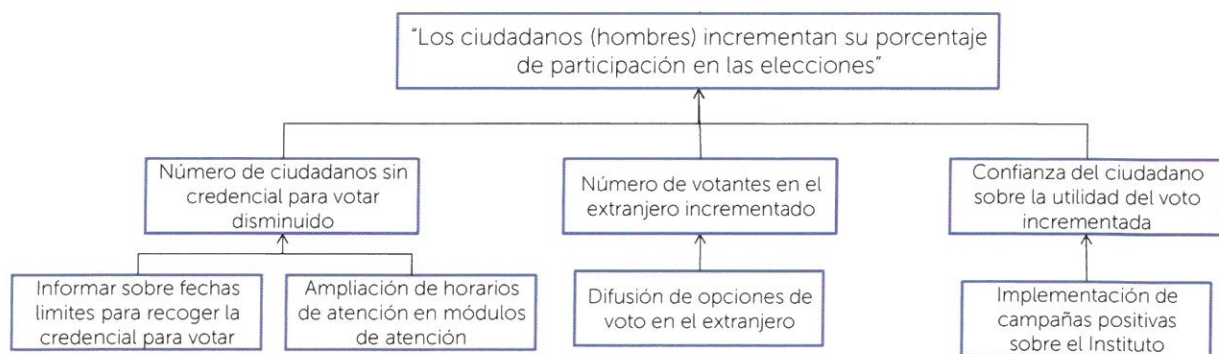 "Los ciudadanos (hombres) incrementan su porcentaje
de participación en las elecciones"
Número de ciudadanos sin
credencial para votar
disminuido
Número de votantes en el
extranjero incrementado
Confianza del ciudadano
sobre la utilidad del voto
incrementada
Informar sobre fechas
limites para recoger la
credencial para votar
Ampliación de horarios
de atención en módulos
de atención
Difusión de opciones de
voto en el extranjero
Implementación de
campañas positivas
sobre el Instituto